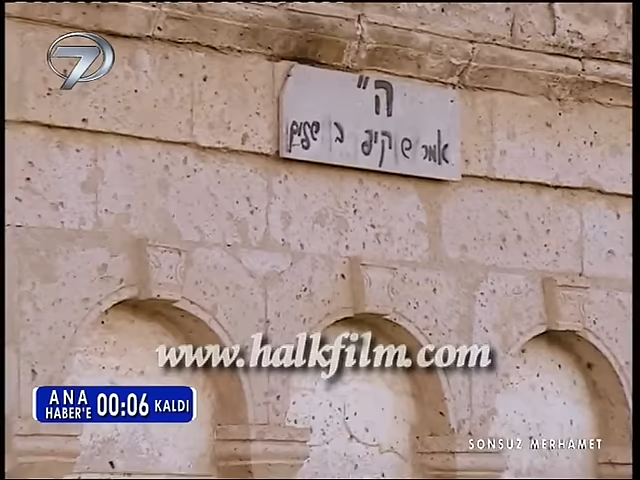 7
ה"
www.halkfilm.com
ANA HABER'E 00:06 KALDI
SONSUZ MERHAMET